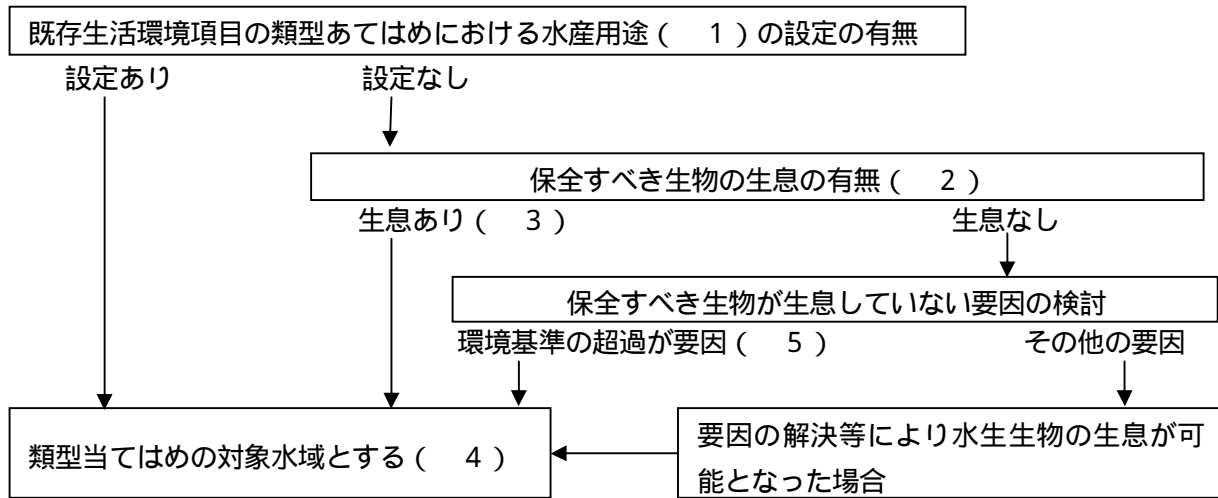 既存生活環境項目の類型あてはめにおける水産用途( 1)の設定の有無
設定あり 設定なし
保全すべき生物の生息の有無( 2)
生息あり( 3) 生息なし
保全すべき生物が生息していない要因の検討
環境基準の超過が要因( 5) その他の要因
類型当てはめの対象水域とする( 4)
要因の解決等により水生生物の生息が可
能となった場合